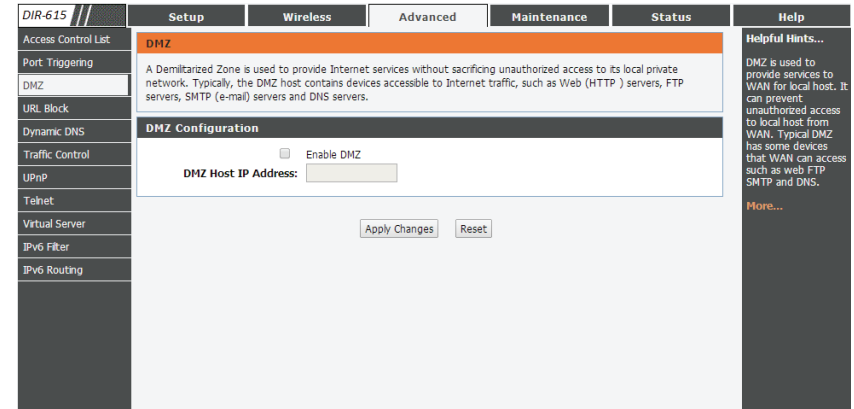 DIR-615
Setup
Wireless
Advanced
Maintenance
Status
Help
Access Control List
Port Triggering
DMZ
URL Block
Dynamic DNS
Traffic Control
UPnP
Telnet
Virtual Server
IPv6 Filter
IPv6 Routing
DMZ
A Demilitarized Zone is used to provide Internet services without sacrificing unauthorized access to its local private
network. Typically, the DMZ host contains devices accessible to Internet traffic, such as Web (HTTP ) servers, FTP
servers, SMTP (e-mail) servers and DNS servers.
DMZ Configuration
Enable DMZ
DMZ Host IP Address:
Apply Changes
Reset
Helpful Hints...
DMZ is used to
provide services to
WAN for local host. It
can prevent
unauthorized access
to local host from
WAN. Typical DMZ
has some devices
that WAN can access
such as web FTP
SMTP and DNS.
More...